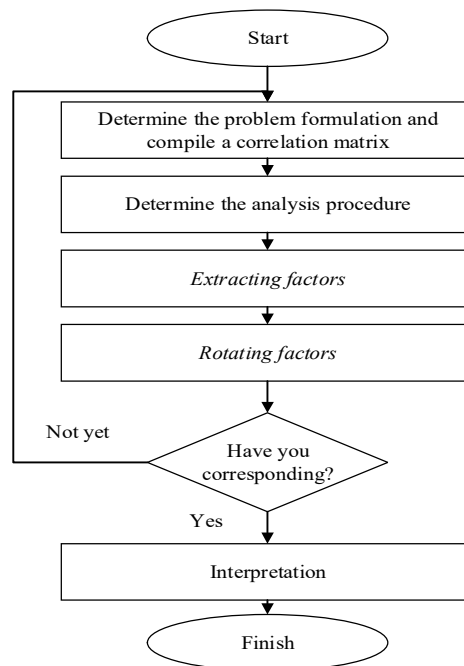 Start
Determine the problem formulation and
compile a correlation matrix
Determine the analysis procedure
Extracting factors
Rotating factors
Not yet
Have you
corresponding?
Yes
Interpretation
Finish